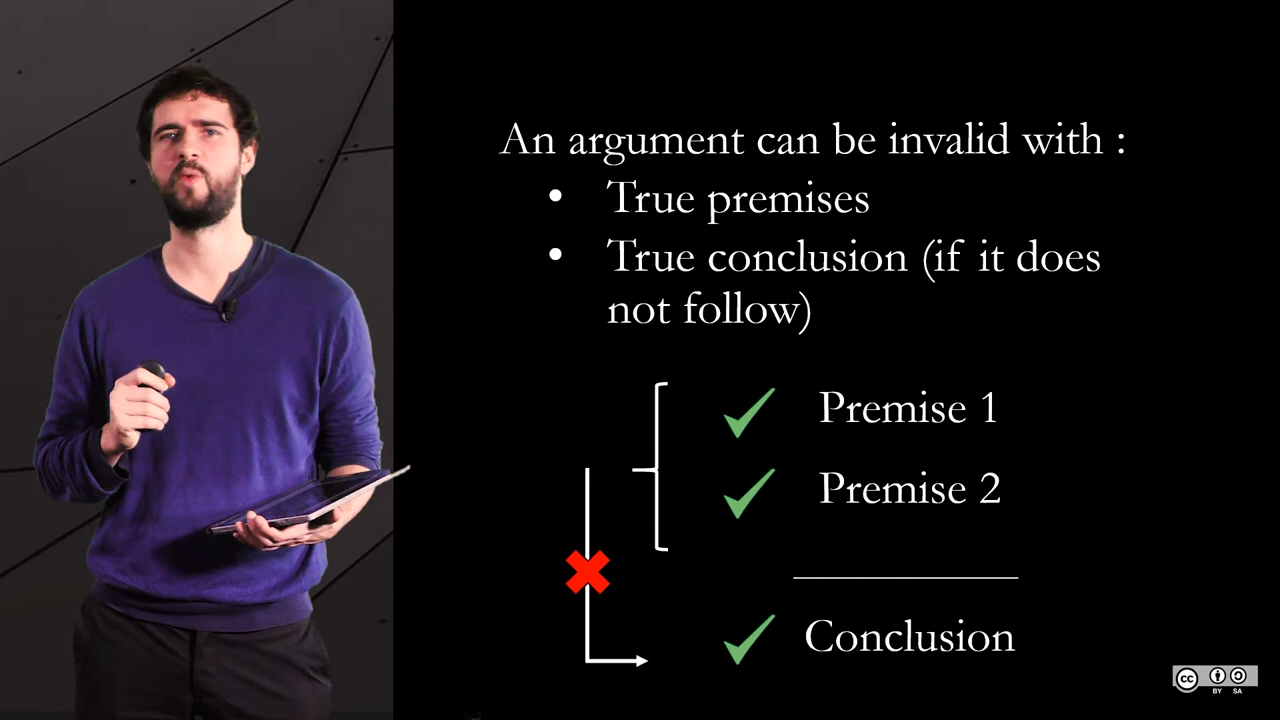 An argument can be invalid with :
• True premises
• True conclusion (if it does
not follow)
Premise 1
Premise 2
Conclusion
cc
BY SA